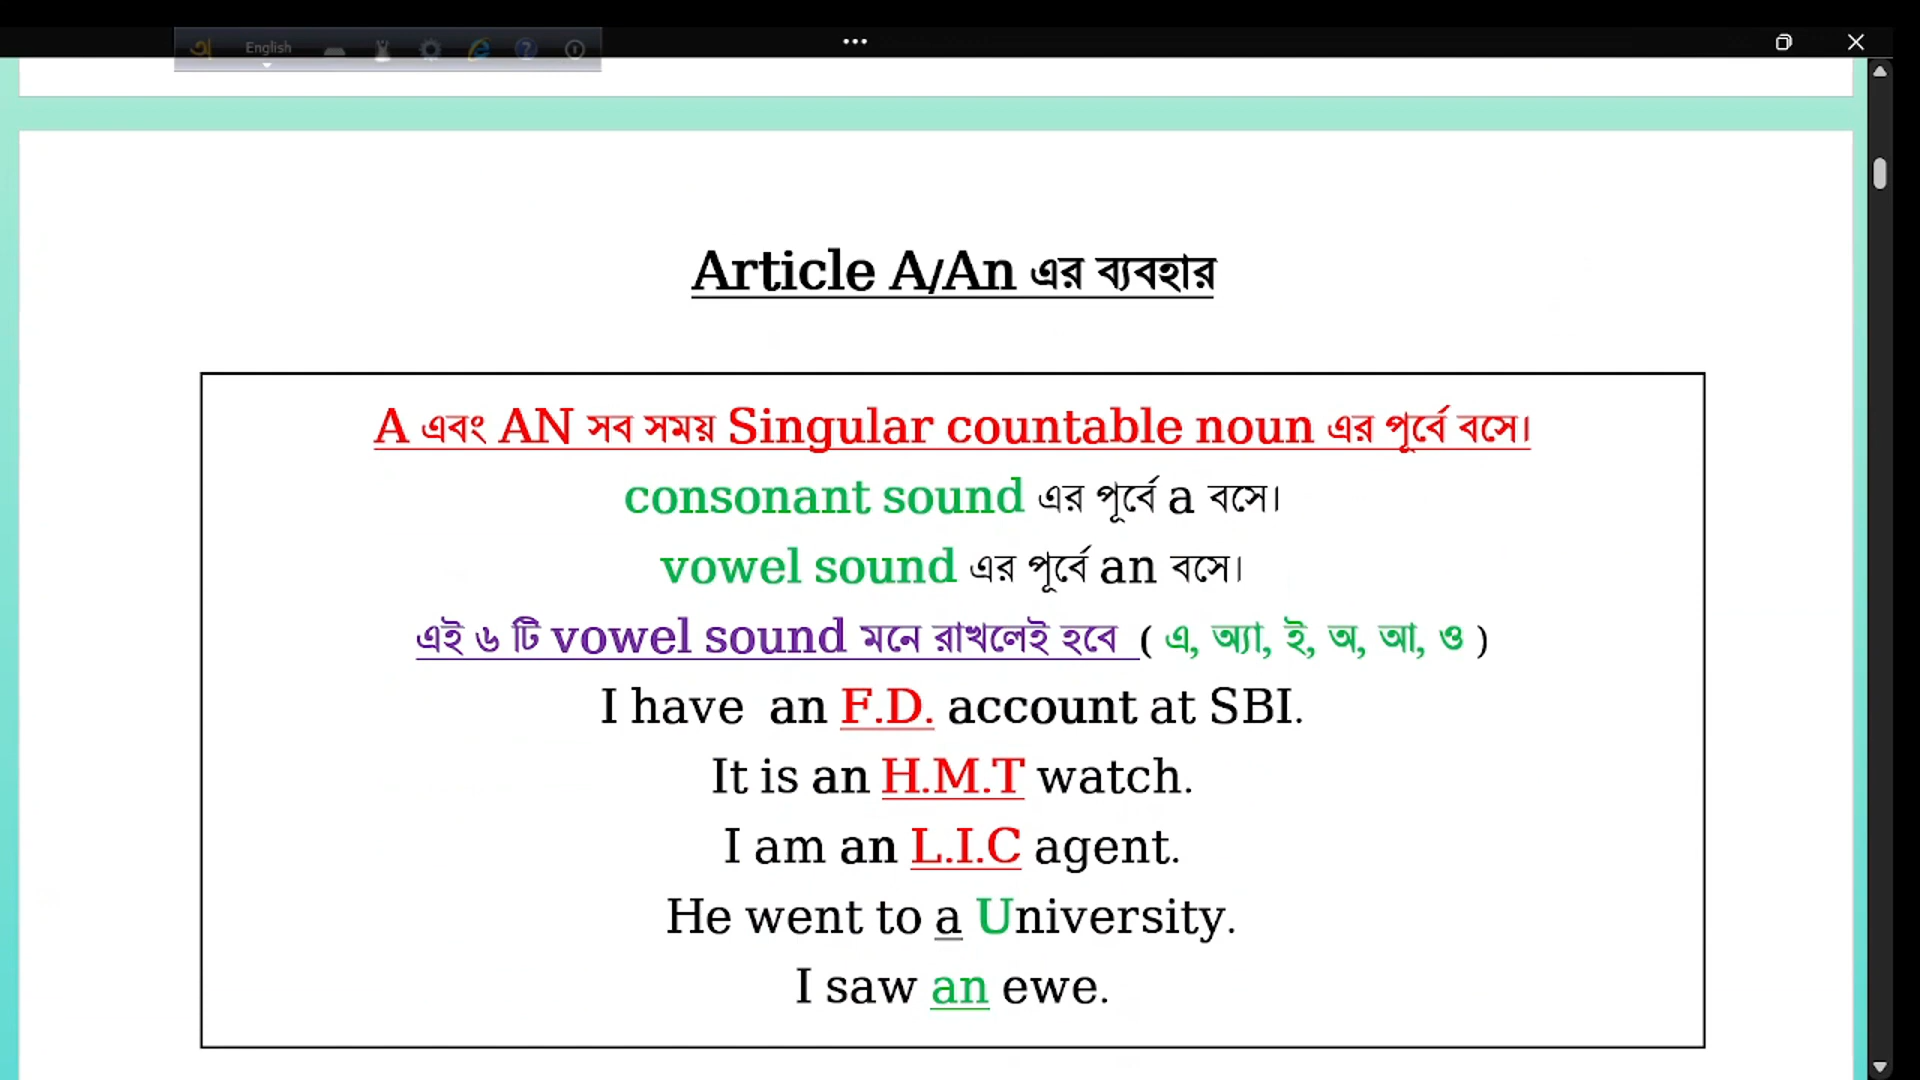 English
Article A/An এর ব্যবহার
A এবং AN সব সময় Singular countable noun এর পূর্বে বসে।
consonant sound এর পূর্বে a বসে।
vowel sound এর পূর্বে an বসে।
এই ৬ টি vowel sound মনে রাখলেই হবে ( এ, অ্যা, ই, অ, আ, ও )
I have an F.D. account at SBI.
It is an H.M.T watch.
I am an L.I.C agent.
He went to a University.
I saw an ewe.